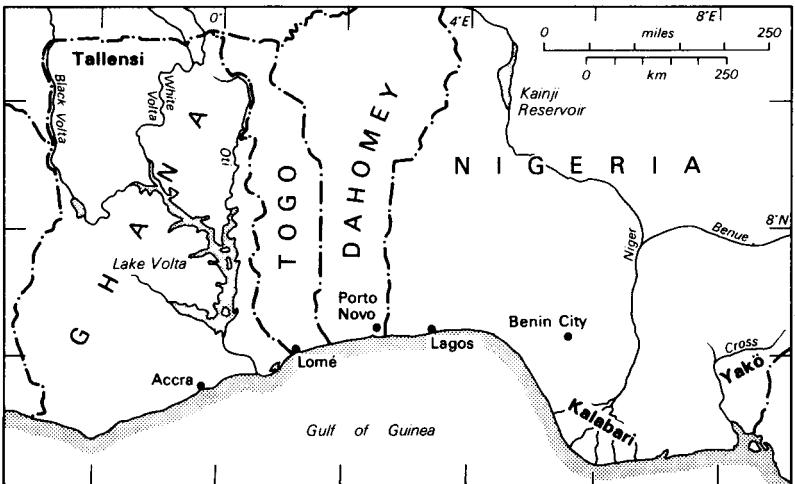 0°
4°E
8°E
0 miles 250
0 km 250
Tallensi
Black Volta
White Volta
Oti
Kainji
Reservoir
GHANA
TOGO
DAHOMEY
NIGERIA
8°N
Benue
Niger
Lake Volta
Porto
Novo
Lagos
Benin City
Lomé
Accra
Cross
Yakö
Kalabari
Gulf of Guinea